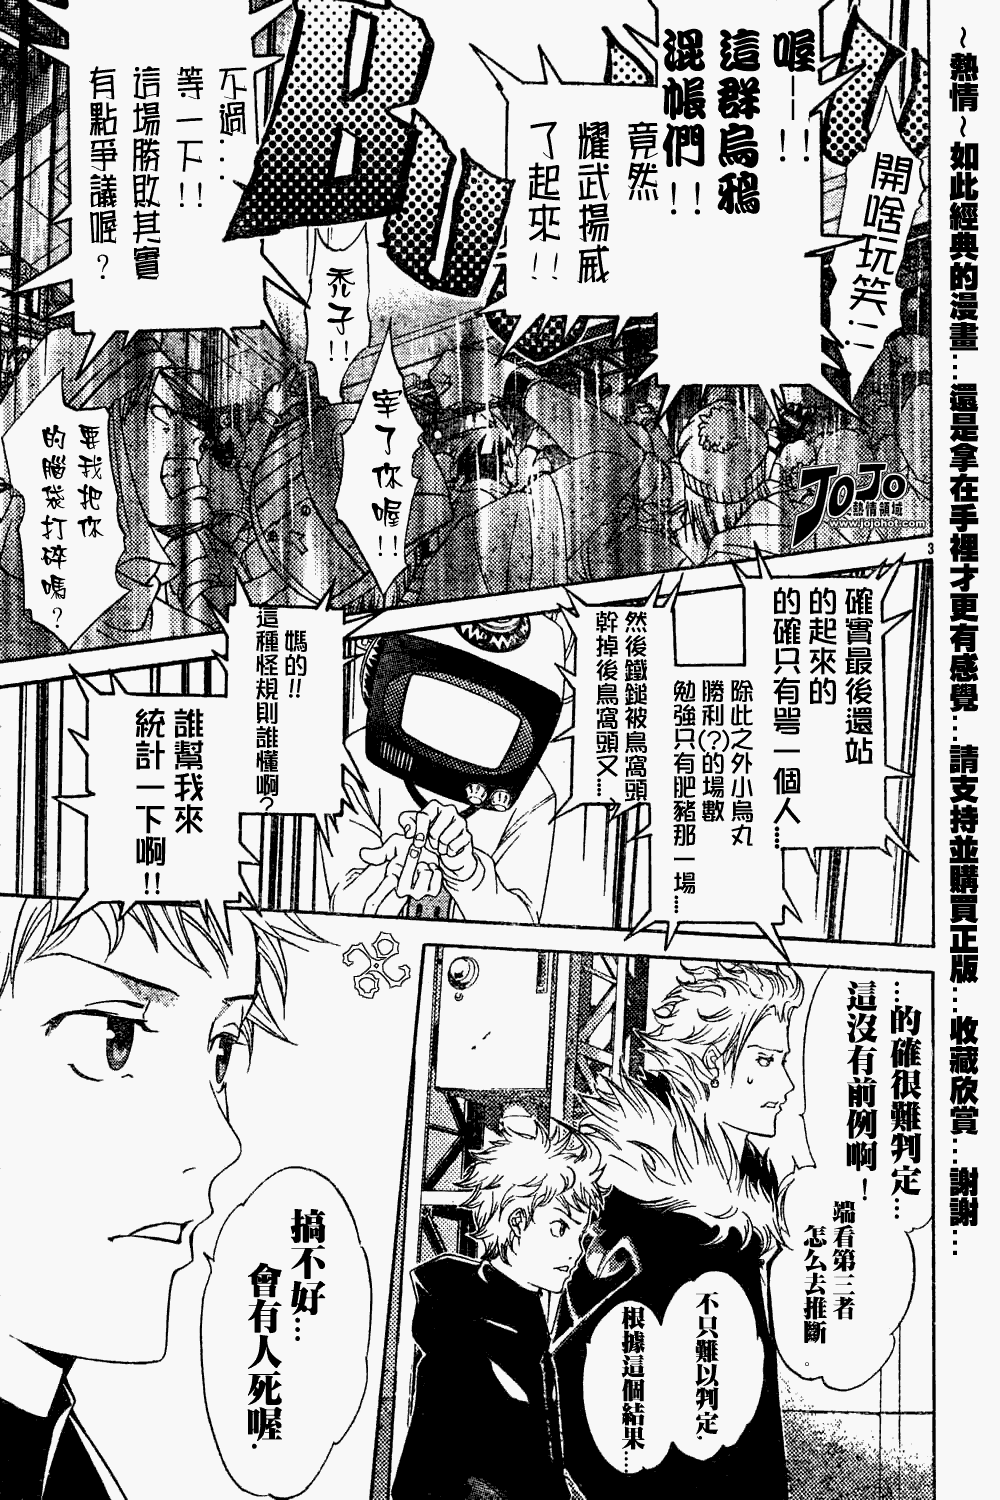 ~熱情~如此經典的漫畫...還是拿在手裡才更有感覺...請支持並購買正版...收藏欣賞...謝謝...
開啥玩笑!!
喔──!!
這群烏鴉
混帳們!!
竟然
耀武揚威
了起來!!
不過...
等一下!!
這場勝敗其實
有點爭議喔?
禿子!!
宰了你喔!!
要我把你
的腦袋打碎嗎?
JOJO
熱情領域
www.jojohot.com
3
確實最後還站
的起來的
的確只有咢一個人...
除此之外小烏丸
勝利(?)的場數
勉強只有肥豬那一場...
然後鐵鎚被鳥窩頭
幹掉後鳥窩頭又...
媽的!!
這種怪規則誰懂啊?
誰幫我來
統計一下啊!!
...的確很難判定...
這沒有前例啊!
端看第三者
怎么去推斷。
不只難以判定.
根據這個結果...
搞不好...
會有人死喔.